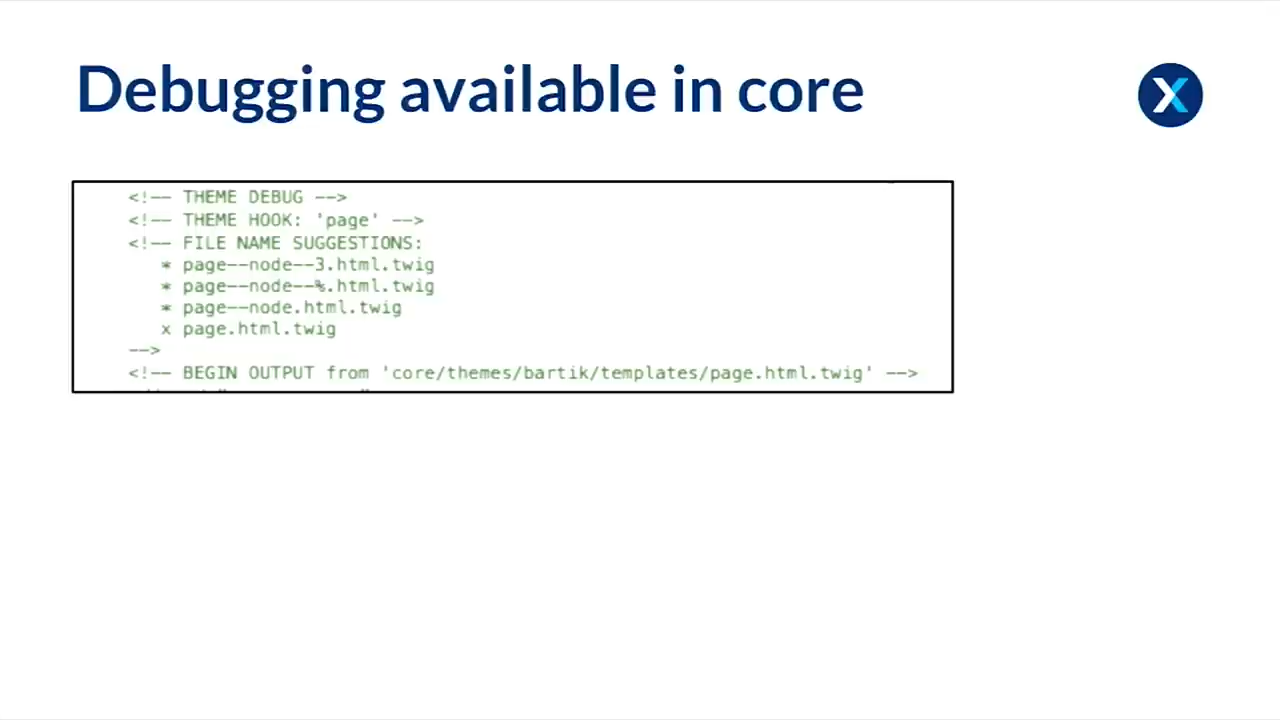 Debugging available in core
X
<!-- THEME DEBUG -->
<!-- THEME HOOK: 'page' -->
<!-- FILE NAME SUGGESTIONS:
* page--node--3.html.twig
* page--node--%.html.twig
* page--node.html.twig
x page.html.twig
-->
<!-- BEGIN OUTPUT from 'core/themes/bartik/templates/page.html.twig' -->